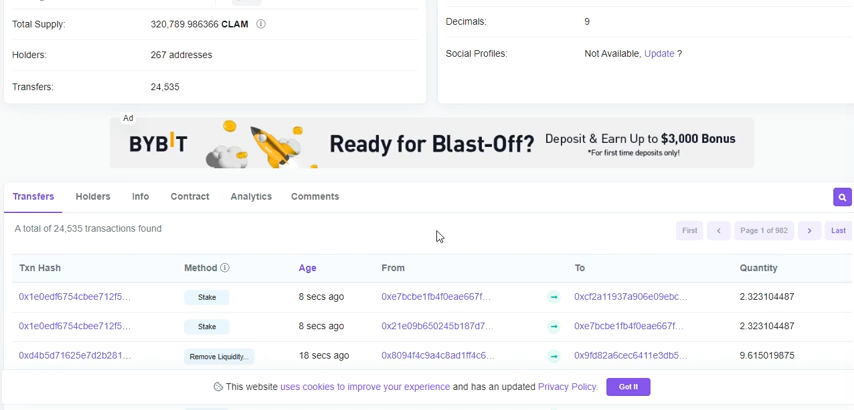 Total Supply: 320,789.986366 CLAM
Holders: 267 addresses
Transfers: 24,535
Decimals: 9
Social Profiles: Not Available, Update ?
Ad
BYBIT Ready for Blast-Off? Deposit & Earn Up to $3,000 Bonus
*For first time deposits only!
Transfers Holders Info Contract Analytics Comments
A total of 24,535 transactions found First Page 1 of 982 Last
Txn Hash Method Age From To Quantity
0x1e0edf6754cbee712f5... Stake 8 secs ago 0xe7bcbe1fb4f0eae667f... 0xcf2a11937a906e09ebc... 2.323104487
0x1e0edf6754cbee712f5... Stake 8 secs ago 0x21e09b650245b187d7... 0xe7bcbe1fb4f0eae667f... 2.323104487
0xd4b5d71625e7d2b281... Remove Liquidity... 18 secs ago 0x8094f4c9a4c8ad1ff4c6... 0x9fd82a6cec6411e3db5... 9.615019875
This website uses cookies to improve your experience and has an updated Privacy Policy. Got It